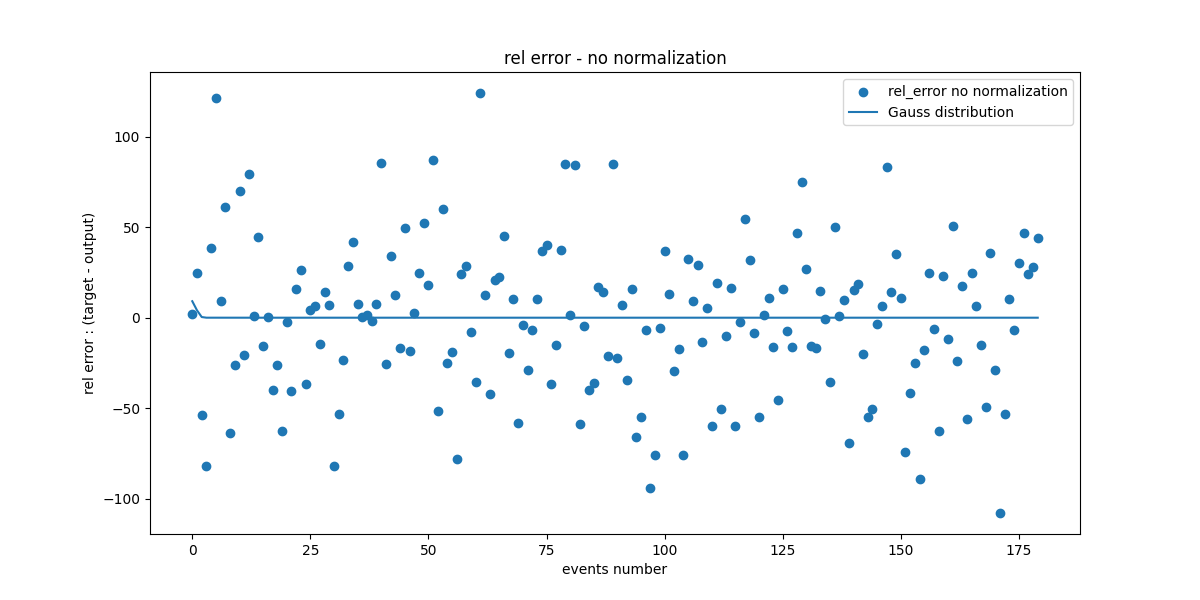 rel error - no normalization
rel_error no normalization
Gauss distribution
rel error : (target - output)
100
50
0
−50
−100
0 25 50 75 100 125 150 175
events number